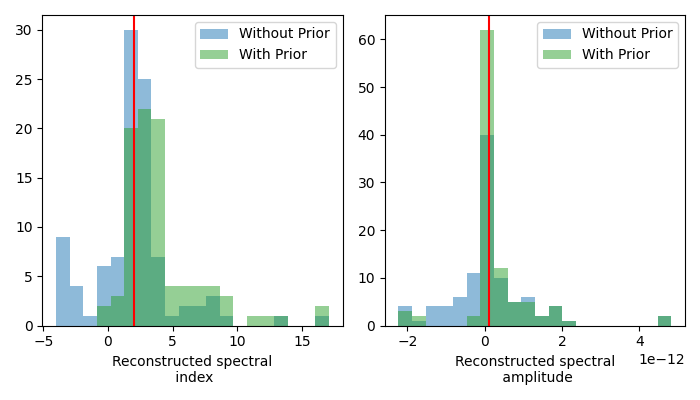 Without Prior
With Prior
30
25
20
15
10
5
0
−5
0
5
10
15
Reconstructed spectral
index
Without Prior
With Prior
60
50
40
30
20
10
0
−2
0
2
4
1e−12
Reconstructed spectral
amplitude